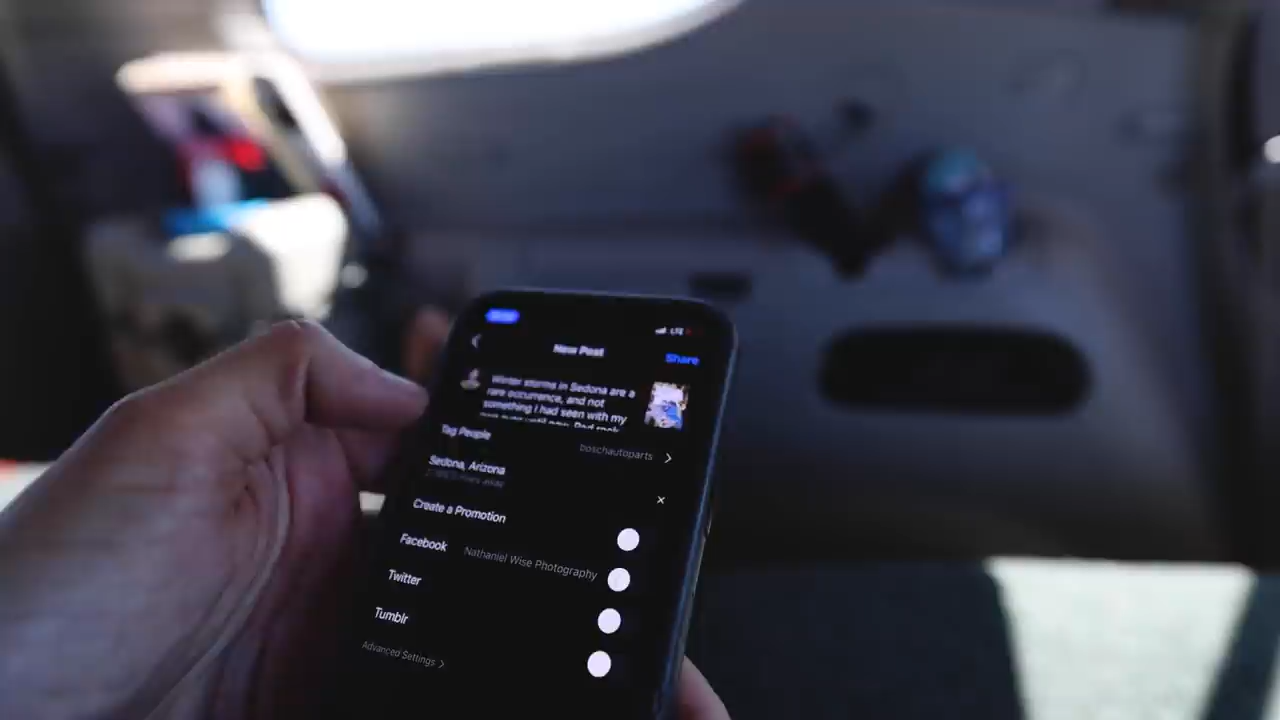 LTE
New Post
Share
Winter storms in Sedona are a
rare occurrence, and not
something I had seen with my
Tag People
boschautoparts
Sedona, Arizona
Create a Promotion
Facebook
Nathaniel Wise Photography
Twitter
Tumblr
Advanced Settings